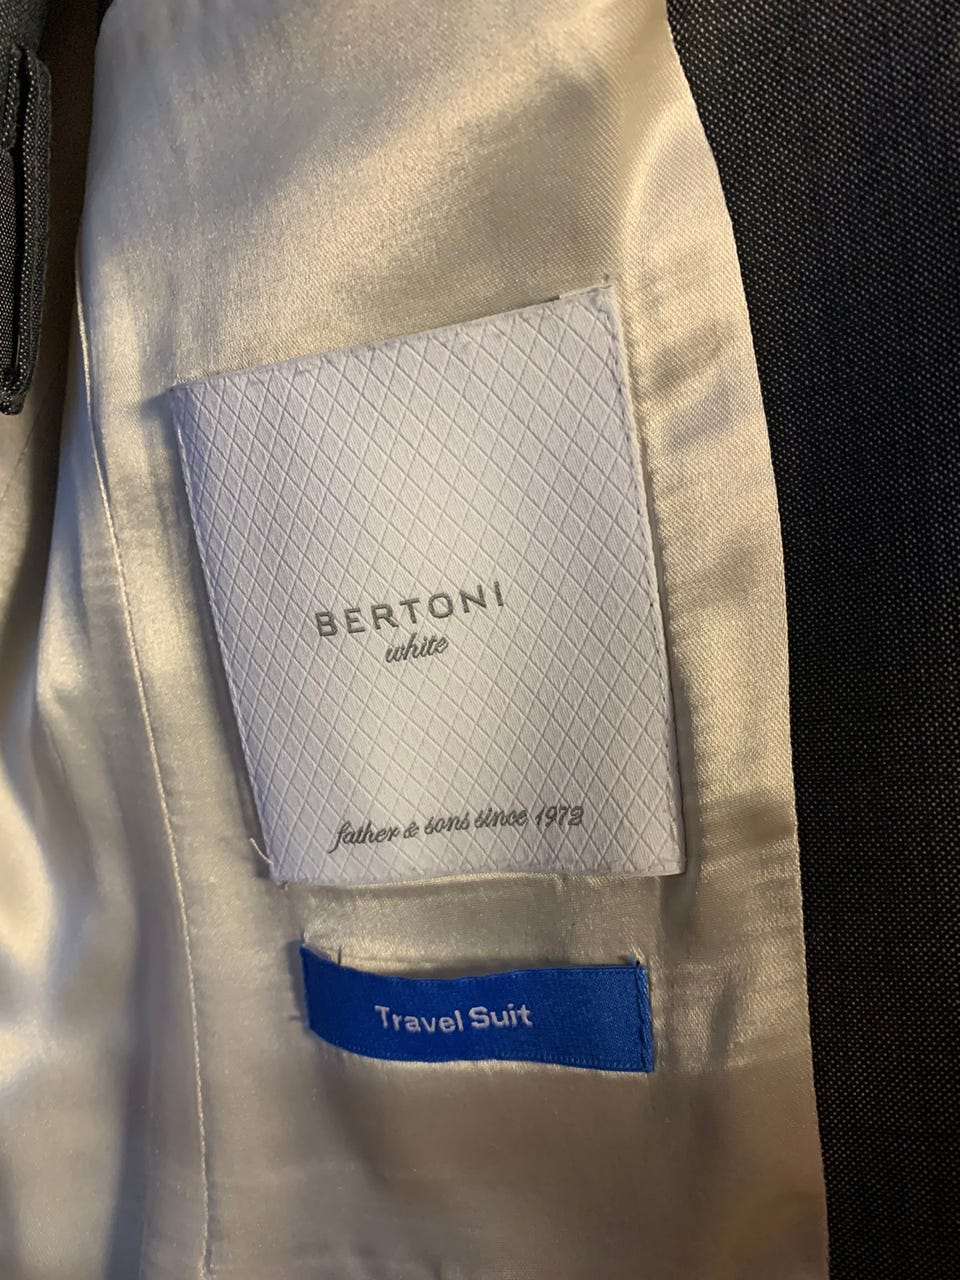 BERTONI
white
father & sons since 1972
Travel Suit